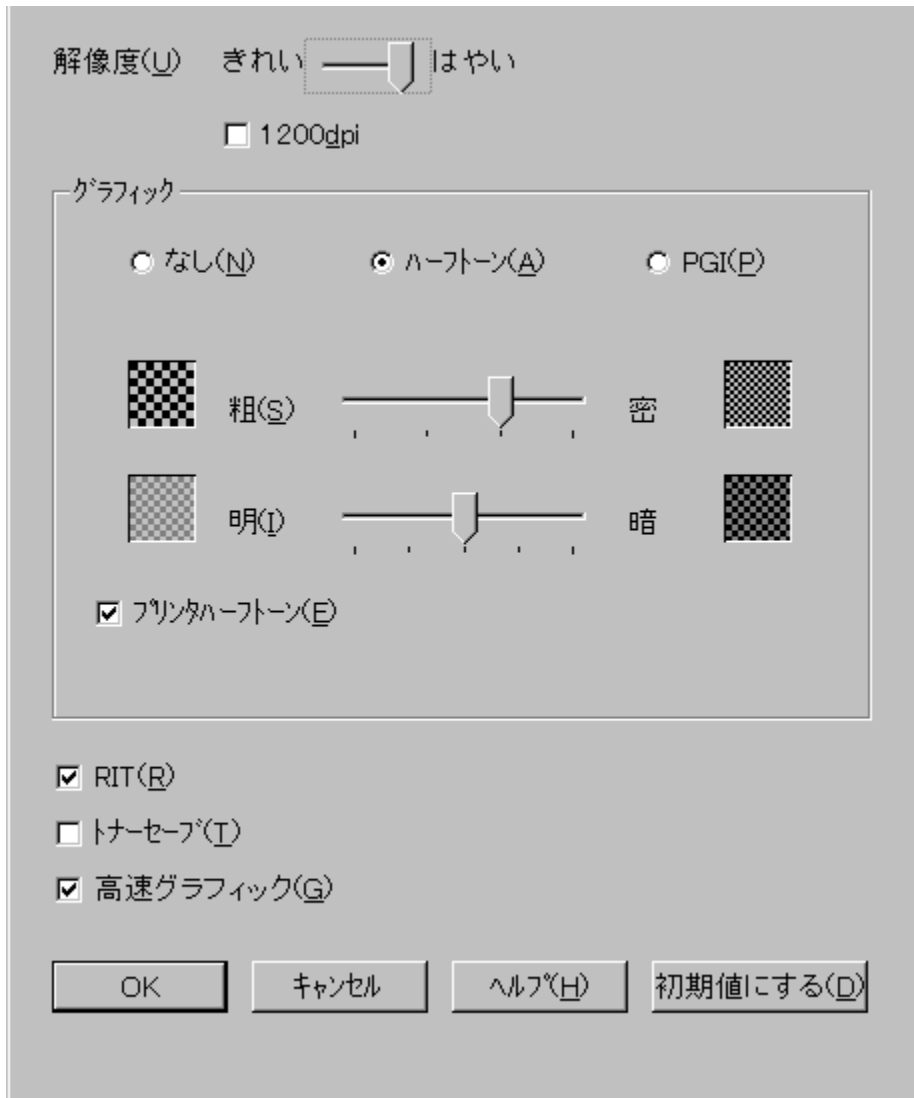 解像度(U) きれい はやい
1200dpi
グラフィック
なし(N) ハーフトーン(A) PGI(P)
粗(S) 密
明(I) 暗
プリンタハーフトーン(E)
RIT(R)
トナーセーブ(T)
高速グラフィック(G)
OK キャンセル ヘルプ(H) 初期値にする(D)